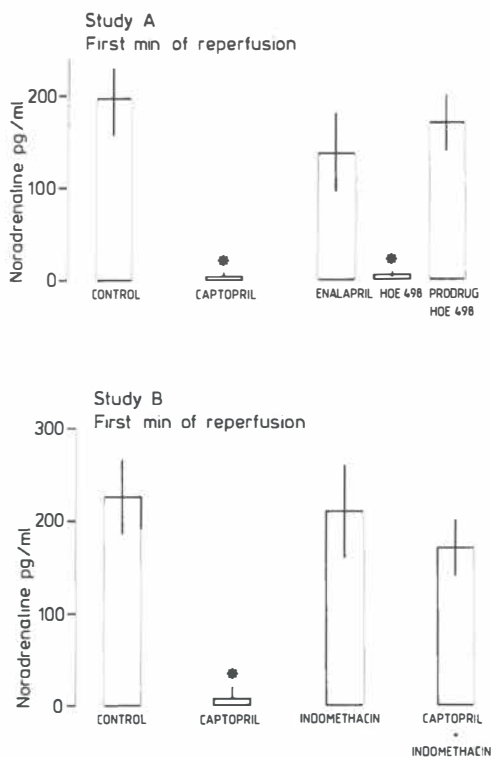 Study A
First min of reperfusion
Noradrenaline pg/ml
200
100
0
CONTROL
CAPTOPRIL
ENALAPRIL
HOE 498
PRODRUG
HOE 498
Study B
First min of reperfusion
Noradrenaline pg/ml
300
200
100
0
CONTROL
CAPTOPRIL
INDOMETHACIN
CAPTOPRIL
+
INDOMETHACIN